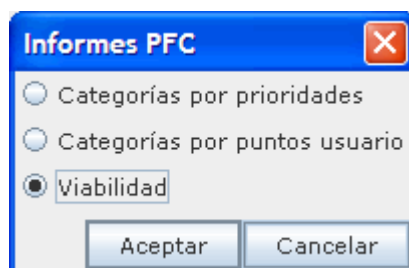 Informes PFC
Categorías por prioridades
Categorías por puntos usuario
Viabilidad
Aceptar Cancelar